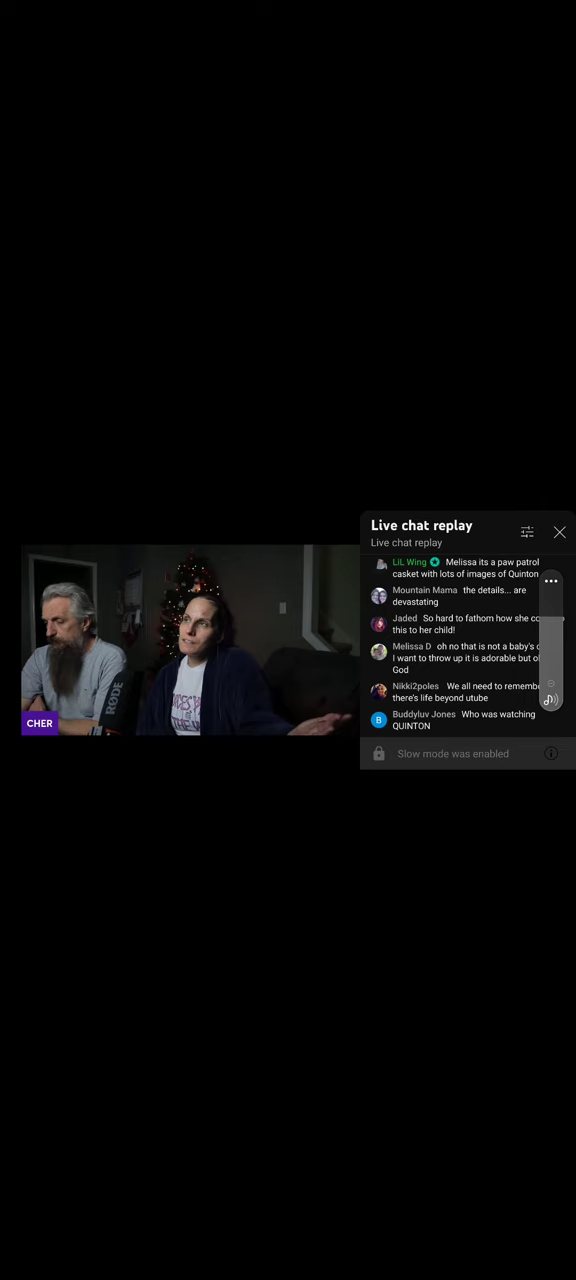 Live chat replay
Live chat replay
LiL Wing Melissa its a paw patrol
casket with lots of images of Quinton
Mountain Mama the details... are
devastating
Jaded So hard to fathom how she
this to her child!
Melissa D oh no that is not a baby's
I want to throw up it is adorable but
God
Nikki2poles We all need to
there's life beyond utube
B
Buddyluv Jones Who was watching
QUINTON
Slow mode was enabled
RØDE
CHER